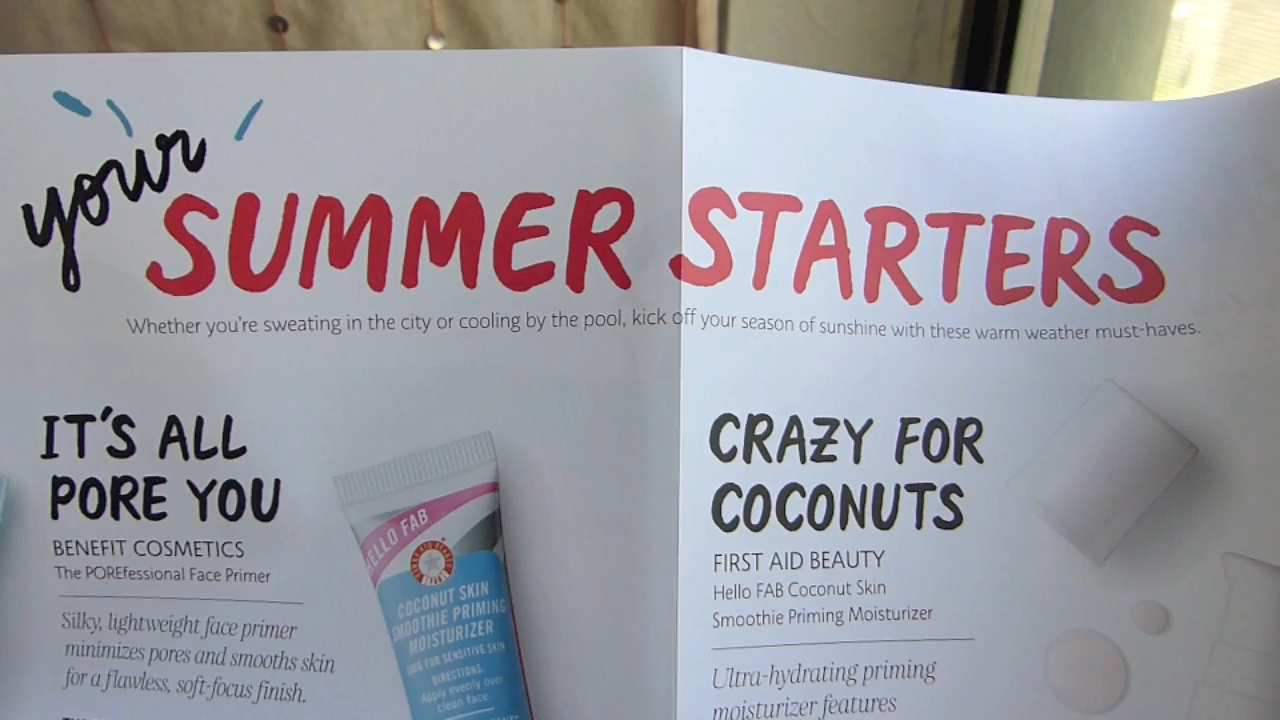 your
SUMMER STARTERS
Whether you're sweating in the city or cooling by the pool, kick off your season of sunshine with these warm weather must-haves.
IT'S ALL
PORE YOU
BENEFIT COSMETICS
The POREfessional Face Primer
Silky, lightweight face primer
minimizes pores and smooths skin
for a flawless, soft-focus finish.
HELLO FAB
COCONUT SKIN
SMOOTHIE PRIMING
MOISTURIZER
SAFE FOR SENSITIVE SKIN
DIRECTIONS:
Apply evenly over
clean face.
CRAZY FOR
COCONUTS
FIRST AID BEAUTY
Hello FAB Coconut Skin
Smoothie Priming Moisturizer
Ultra-hydrating priming
moisturizer features